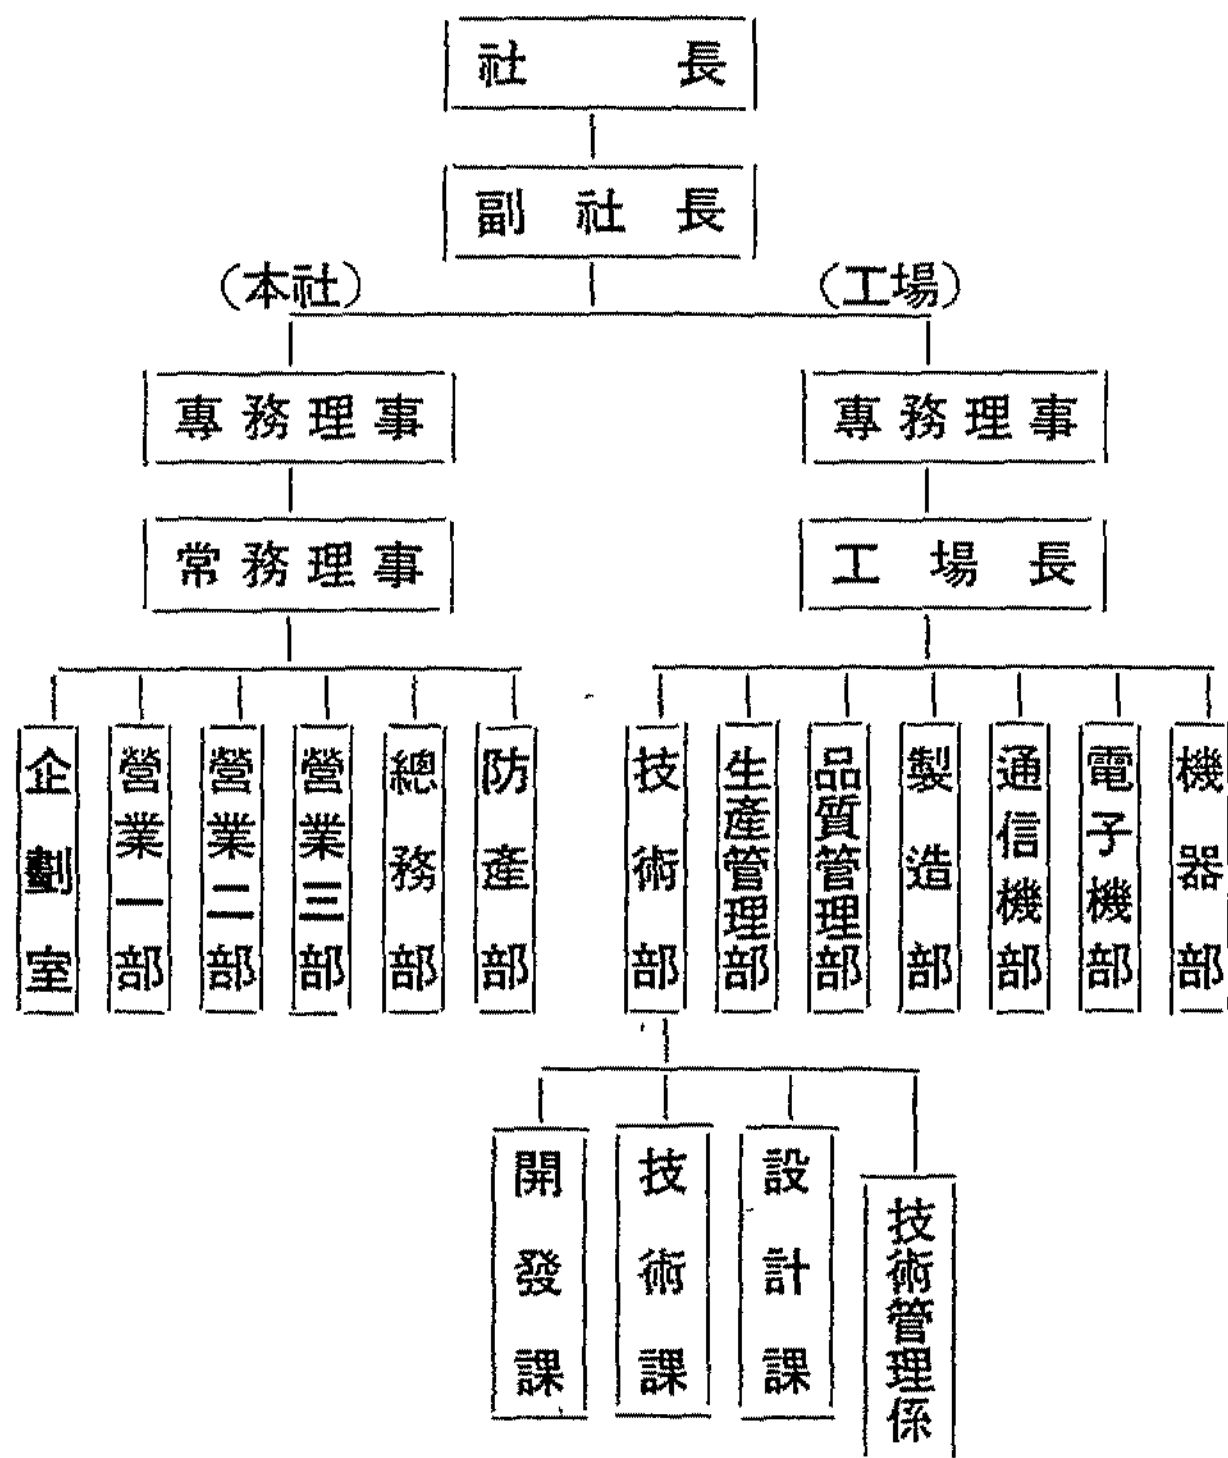 社長
副社長
(本社)
(工場)
專務理事
專務理事
常務理事
工場長
企劃室
營業一部
營業二部
營業三部
總務部
防產部
技術部
生產管理部
品質管理部
製造部
通信機部
電子機部
機器部
開發課
技術課
設計課
技術管理係